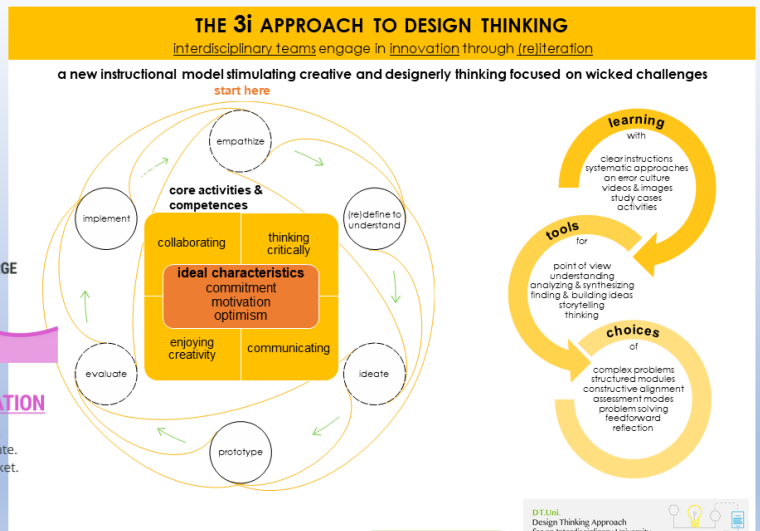 THE 3i APPROACH TO DESIGN THINKING
interdisciplinary teams engage in innovation through (re)iteration
a new instructional model stimulating creative and designerly thinking focused on wicked challenges
start here
empathize
(re)define to
understand
ideate
prototype
evaluate
implement
core activities &
competences
collaborating
thinking
critically
ideal characteristics
commitment
motivation
optimism
enjoying
creativity
communicating
learning
with
clear instructions
systematic approaches
an error culture
videos & images
study cases
activities
tools
for
point of view
understanding
analyzing & synthesizing
finding & building ideas
storytelling
thinking
choices
of
complex problems
structured modules
constructive alignment
assessment modes
problem solving
feedforward
reflection
DT.Uni.
Design Thinking Approach